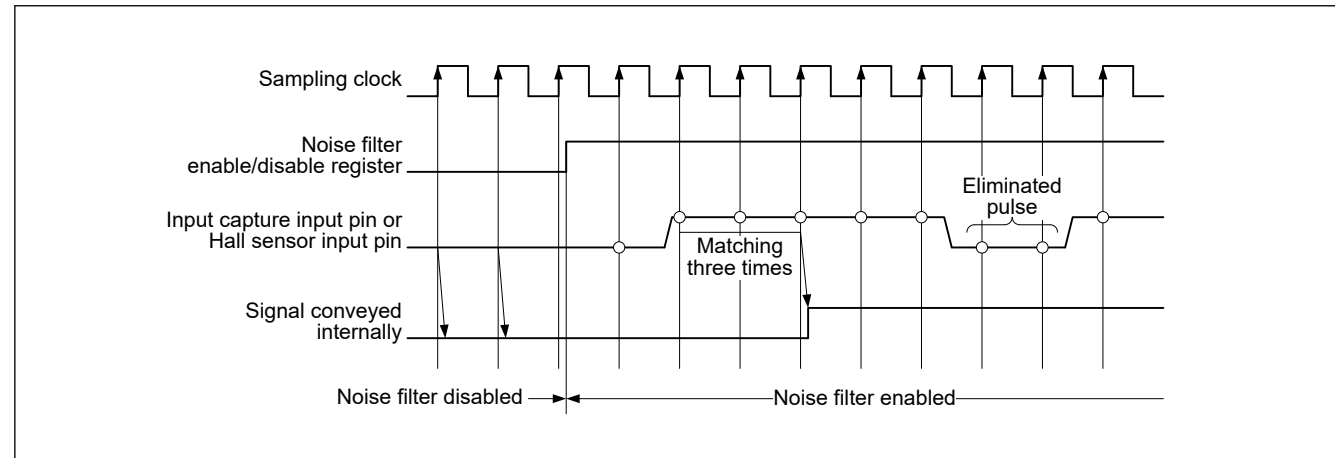 Sampling clock
Noise filter
enable/disable register
Input capture input pin or
Hall sensor input pin
Eliminated
pulse
Matching
three times
Signal conveyed
internally
Noise filter disabled
Noise filter enabled